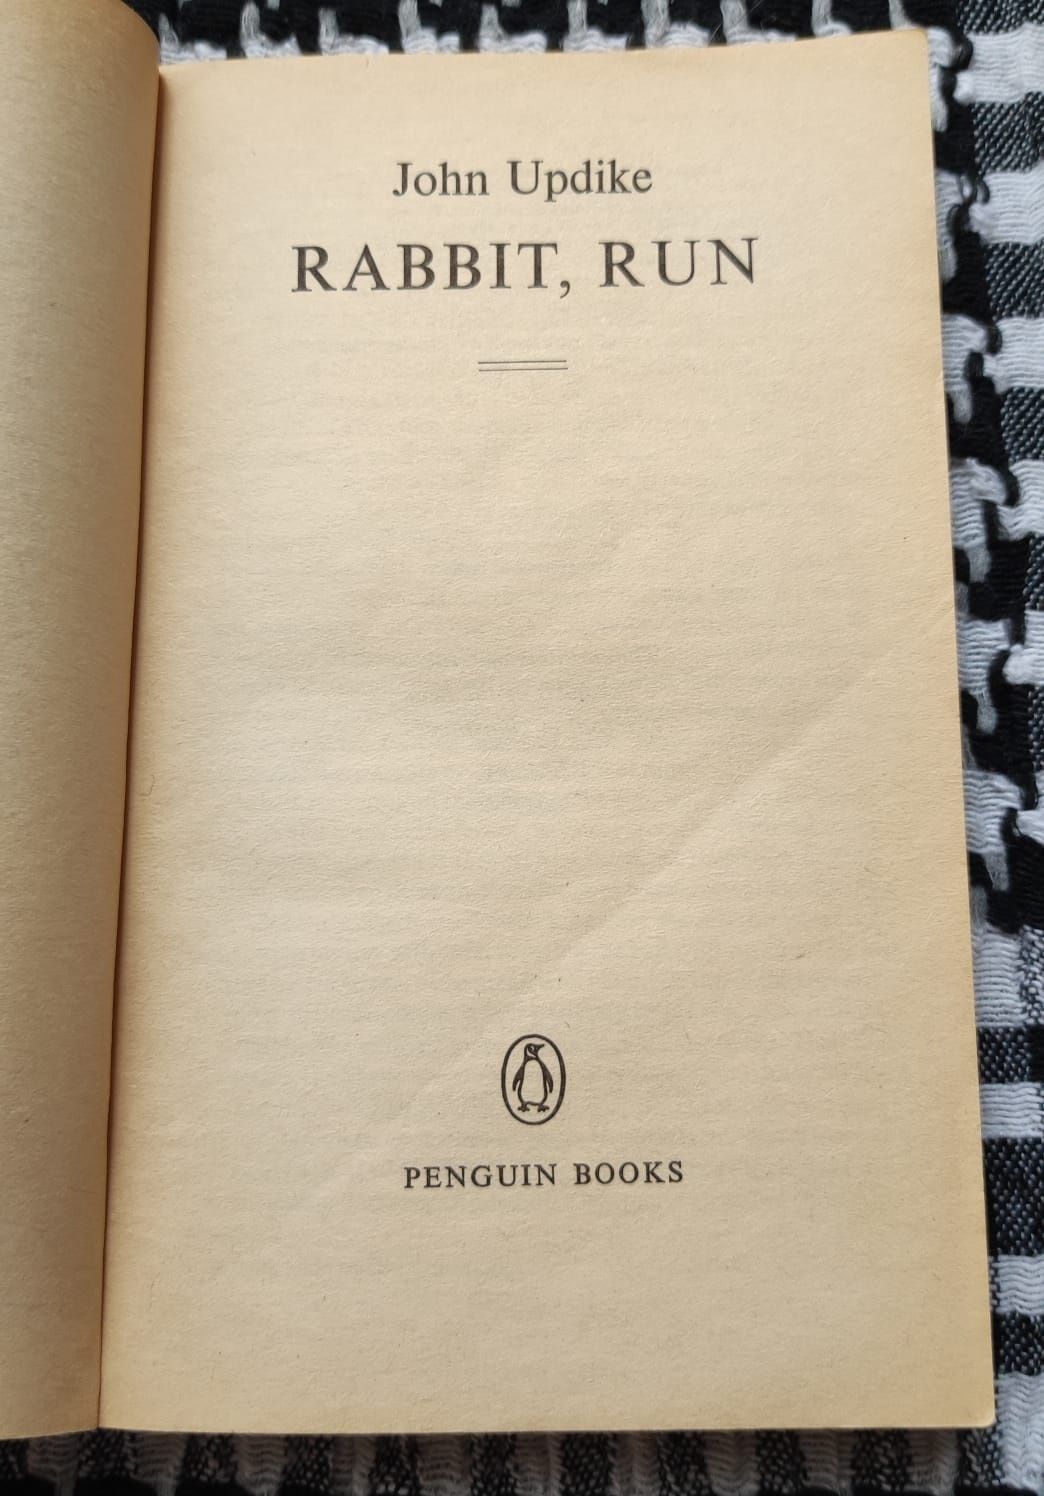 John Updike
RABBIT, RUN
PENGUIN BOOKS